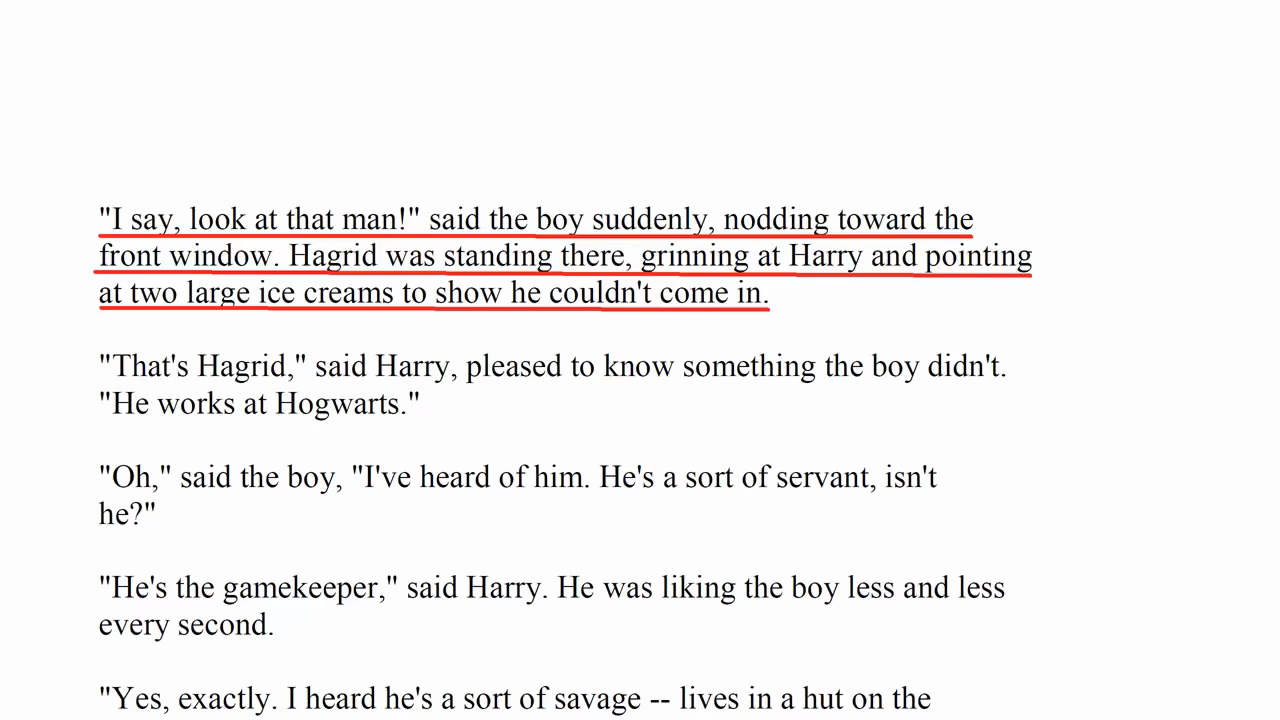 "I say, look at that man!" said the boy suddenly, nodding toward the
front window. Hagrid was standing there, grinning at Harry and pointing
at two large ice creams to show he couldn't come in.
"That's Hagrid," said Harry, pleased to know something the boy didn't.
"He works at Hogwarts."
"Oh," said the boy, "I've heard of him. He's a sort of servant, isn't
he?"
"He's the gamekeeper," said Harry. He was liking the boy less and less
every second.
"Yes, exactly. I heard he's a sort of savage -- lives in a hut on the